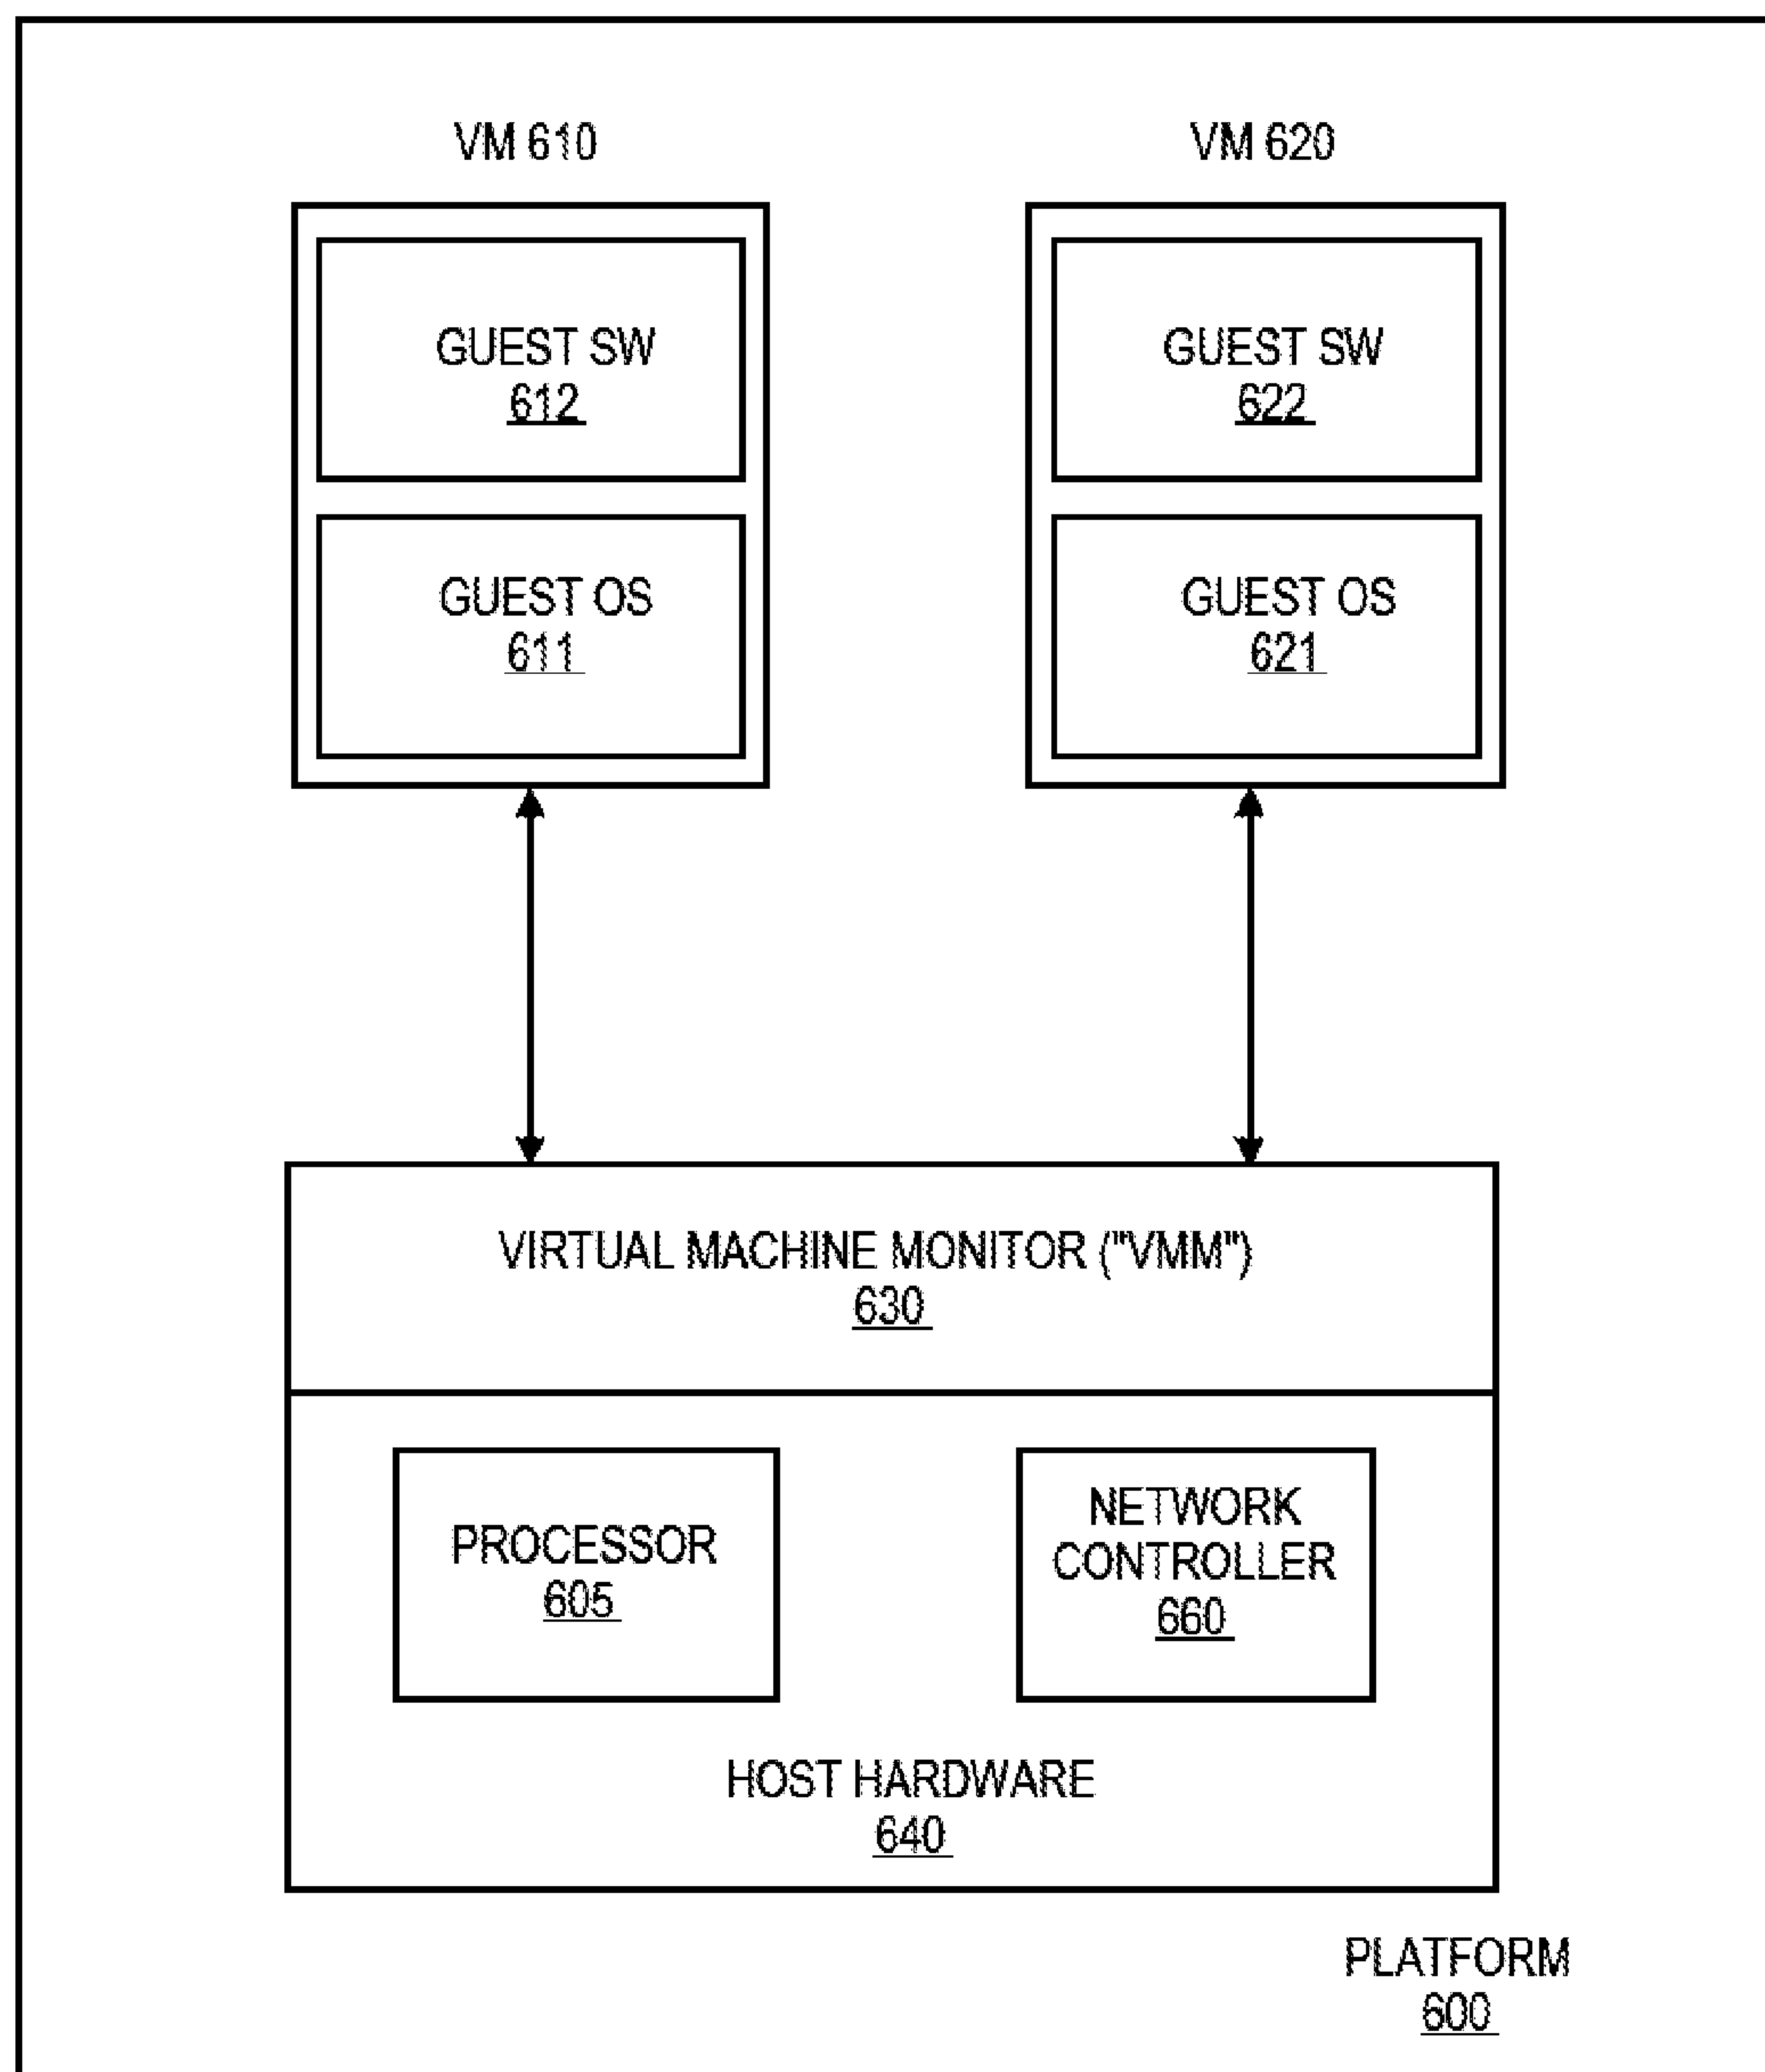 VM 610
VM 620
GUEST SW
612
GUEST SW
622
GUEST OS
611
GUEST OS
621
VIRTUAL MACHINE MONITOR ("VMM")
630
PROCESSOR
605
NETWORK
CONTROLLER
660
HOST HARDWARE
640
PLATFORM
600